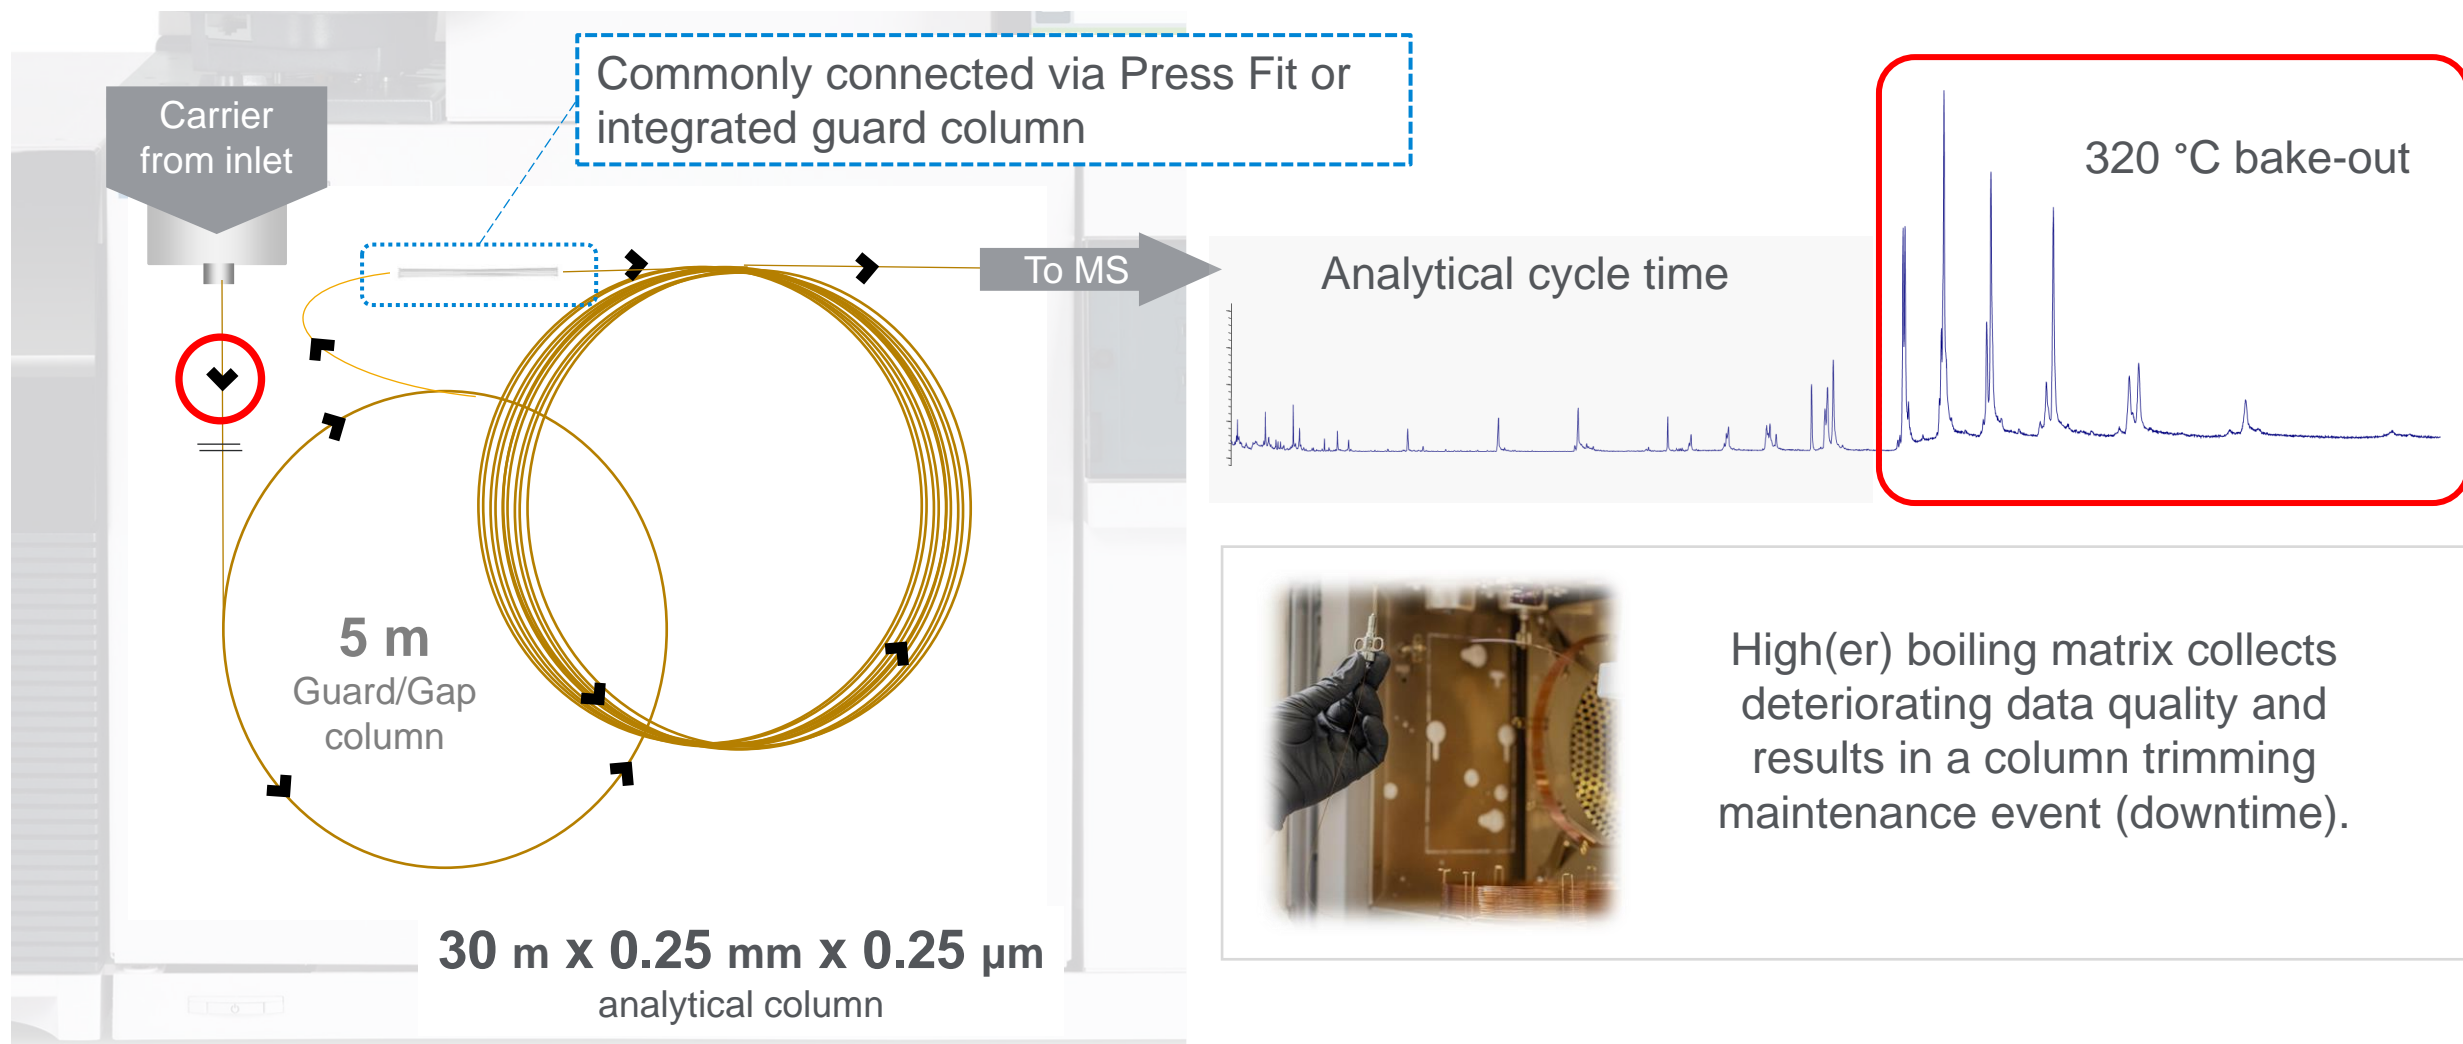 Carrier
from inlet
Commonly connected via Press Fit or
integrated guard column
To MS
Analytical cycle time
320 °C bake-out
5 m
Guard/Gap
column
30 m x 0.25 mm x 0.25 µm
analytical column
High(er) boiling matrix collects
deteriorating data quality and
results in a column trimming
maintenance event (downtime).